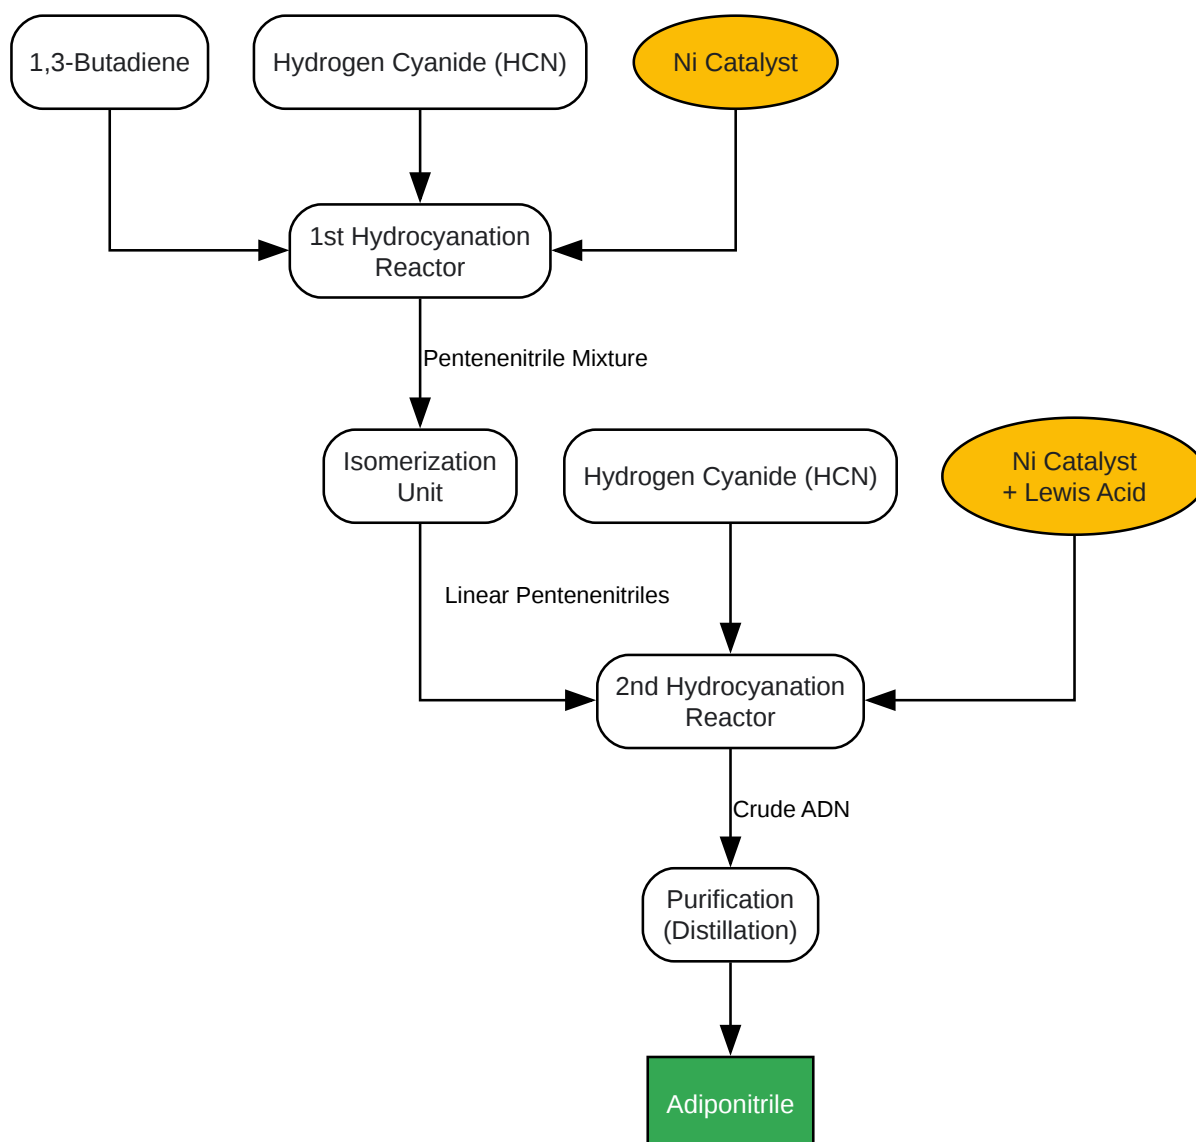 1,3-Butadiene
Hydrogen Cyanide (HCN)
Ni Catalyst
1st Hydrocyanation
Reactor
Pentenenitrile Mixture
Isomerization
Unit
Hydrogen Cyanide (HCN)
Ni Catalyst
+ Lewis Acid
Linear Pentenenitriles
2nd Hydrocyanation
Reactor
Crude ADN
Purification
(Distillation)
Adiponitrile